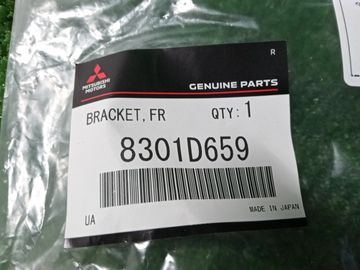 R
MITSUBISHI
MOTORS
GENUINE PARTS
BRACKET, FR QTY: 1
8301D659
UA
MADE IN JAPAN